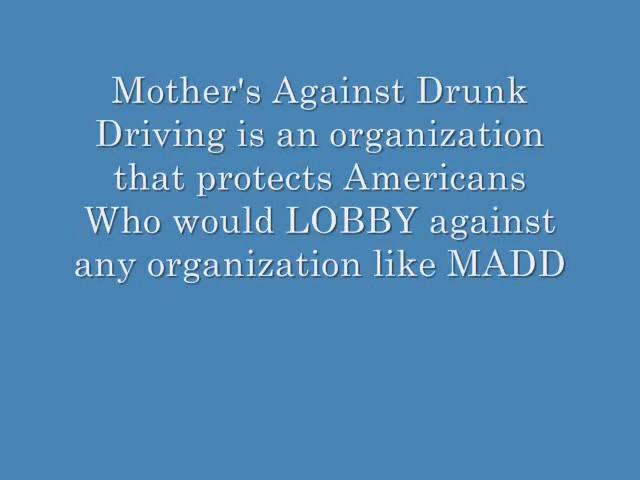 Mother's Against Drunk
Driving is an organization
that protects Americans
Who would LOBBY against
any organization like MADD